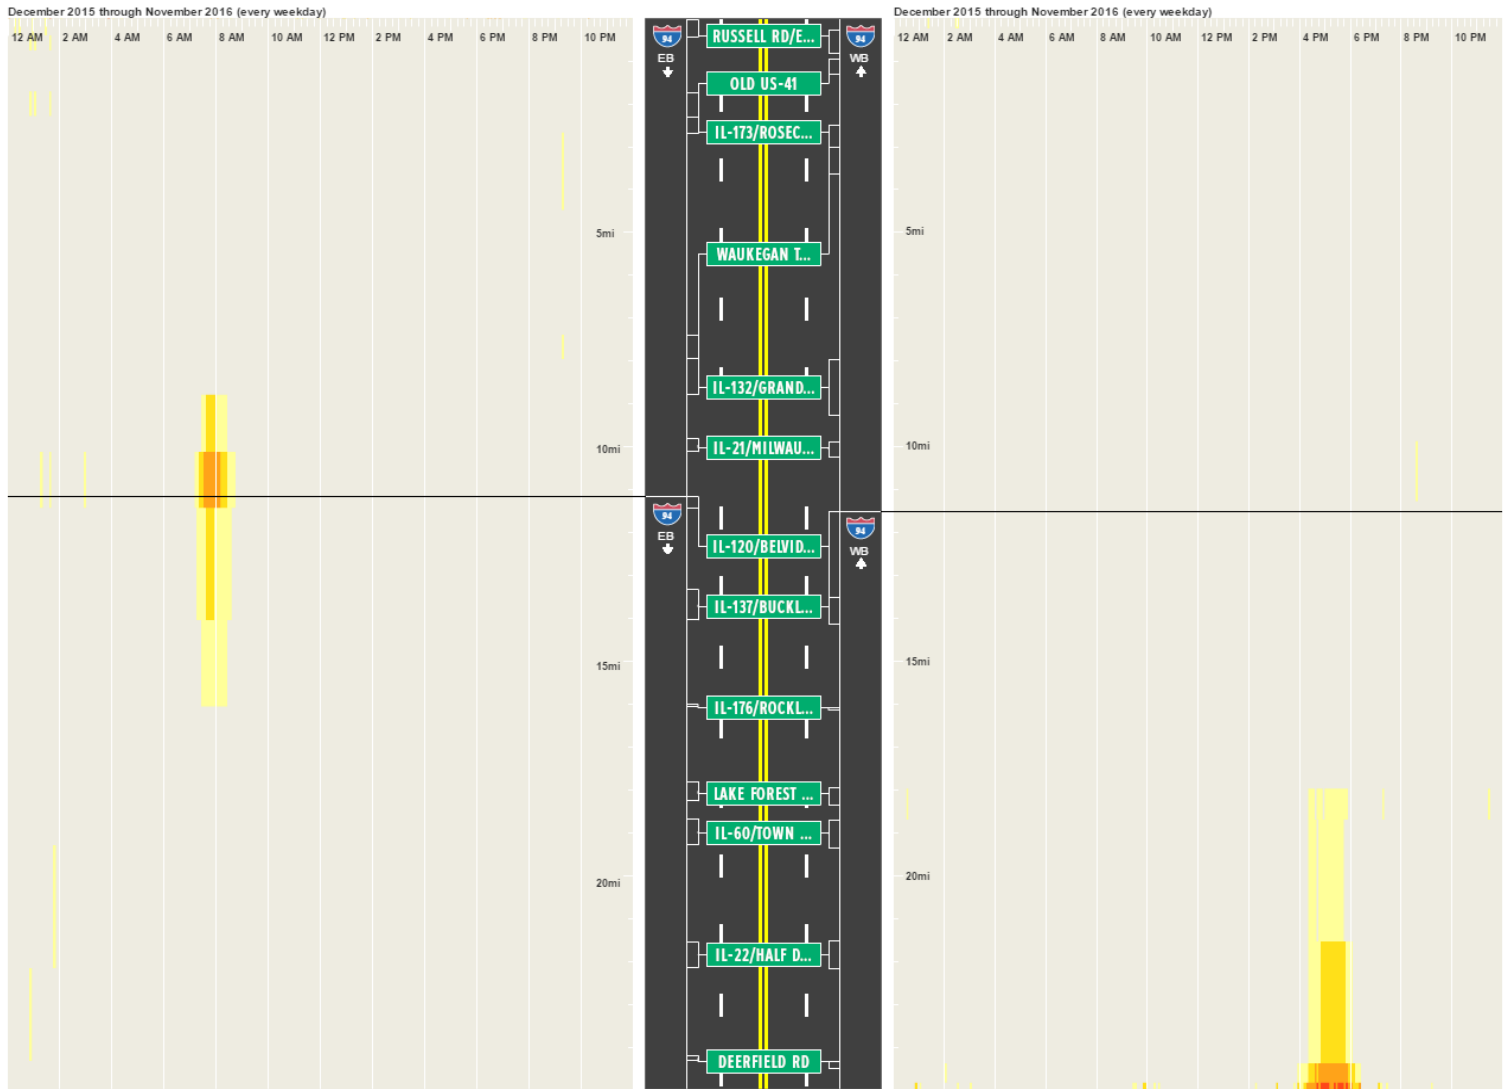 December 2015 through November 2016 (every weekday)
12 AM 2 AM 4 AM 6 AM 8 AM 10 AM 12 PM 2 PM 4 PM 6 PM 8 PM 10 PM
5mi
10mi
15mi
20mi
94
EB
94
EB
RUSSELL RD/E...
OLD US-41
IL-173/ROSEC...
WAUKEGAN T...
IL-132/GRAND...
IL-21/MILWAU...
IL-120/BELVID...
IL-137/BUCKL...
IL-176/ROCKL...
LAKE FOREST ...
IL-60/TOWN ...
IL-22/HALF D...
DEERFIELD RD
94
WB
94
WB
December 2015 through November 2016 (every weekday)
12 AM 2 AM 4 AM 6 AM 8 AM 10 AM 12 PM 2 PM 4 PM 6 PM 8 PM 10 PM
5mi
10mi
15mi
20mi